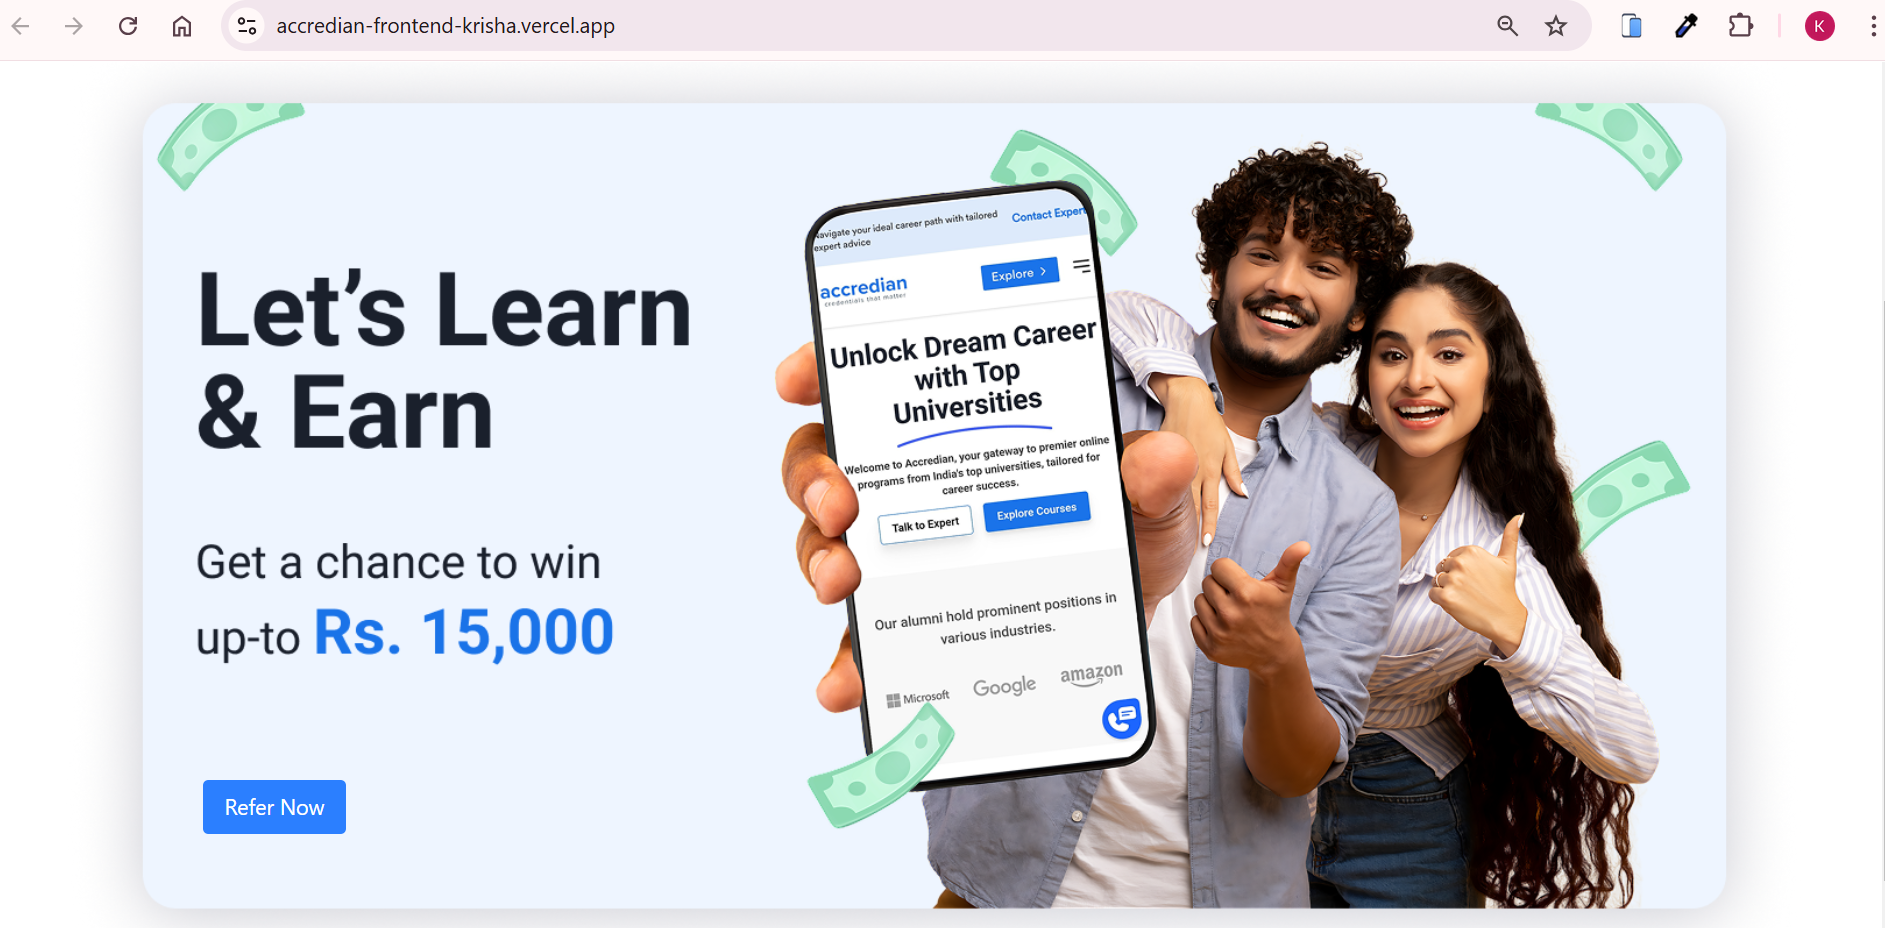 accredian-frontend-krisha.vercel.app
K
Let’s Learn
& Earn
Get a chance to win
up-to Rs. 15,000
Refer Now
Navigate your ideal career path with tailored
expert advice
Contact Expert
accredian
credentials that matter
Explore
Unlock Dream Career
with Top
Universities
Welcome to Accredian, your gateway to premier online
programs from India's top universities, tailored for
career success.
Talk to Expert
Explore Courses
Our alumni hold prominent positions in
various industries.
Microsoft
Google
amazon